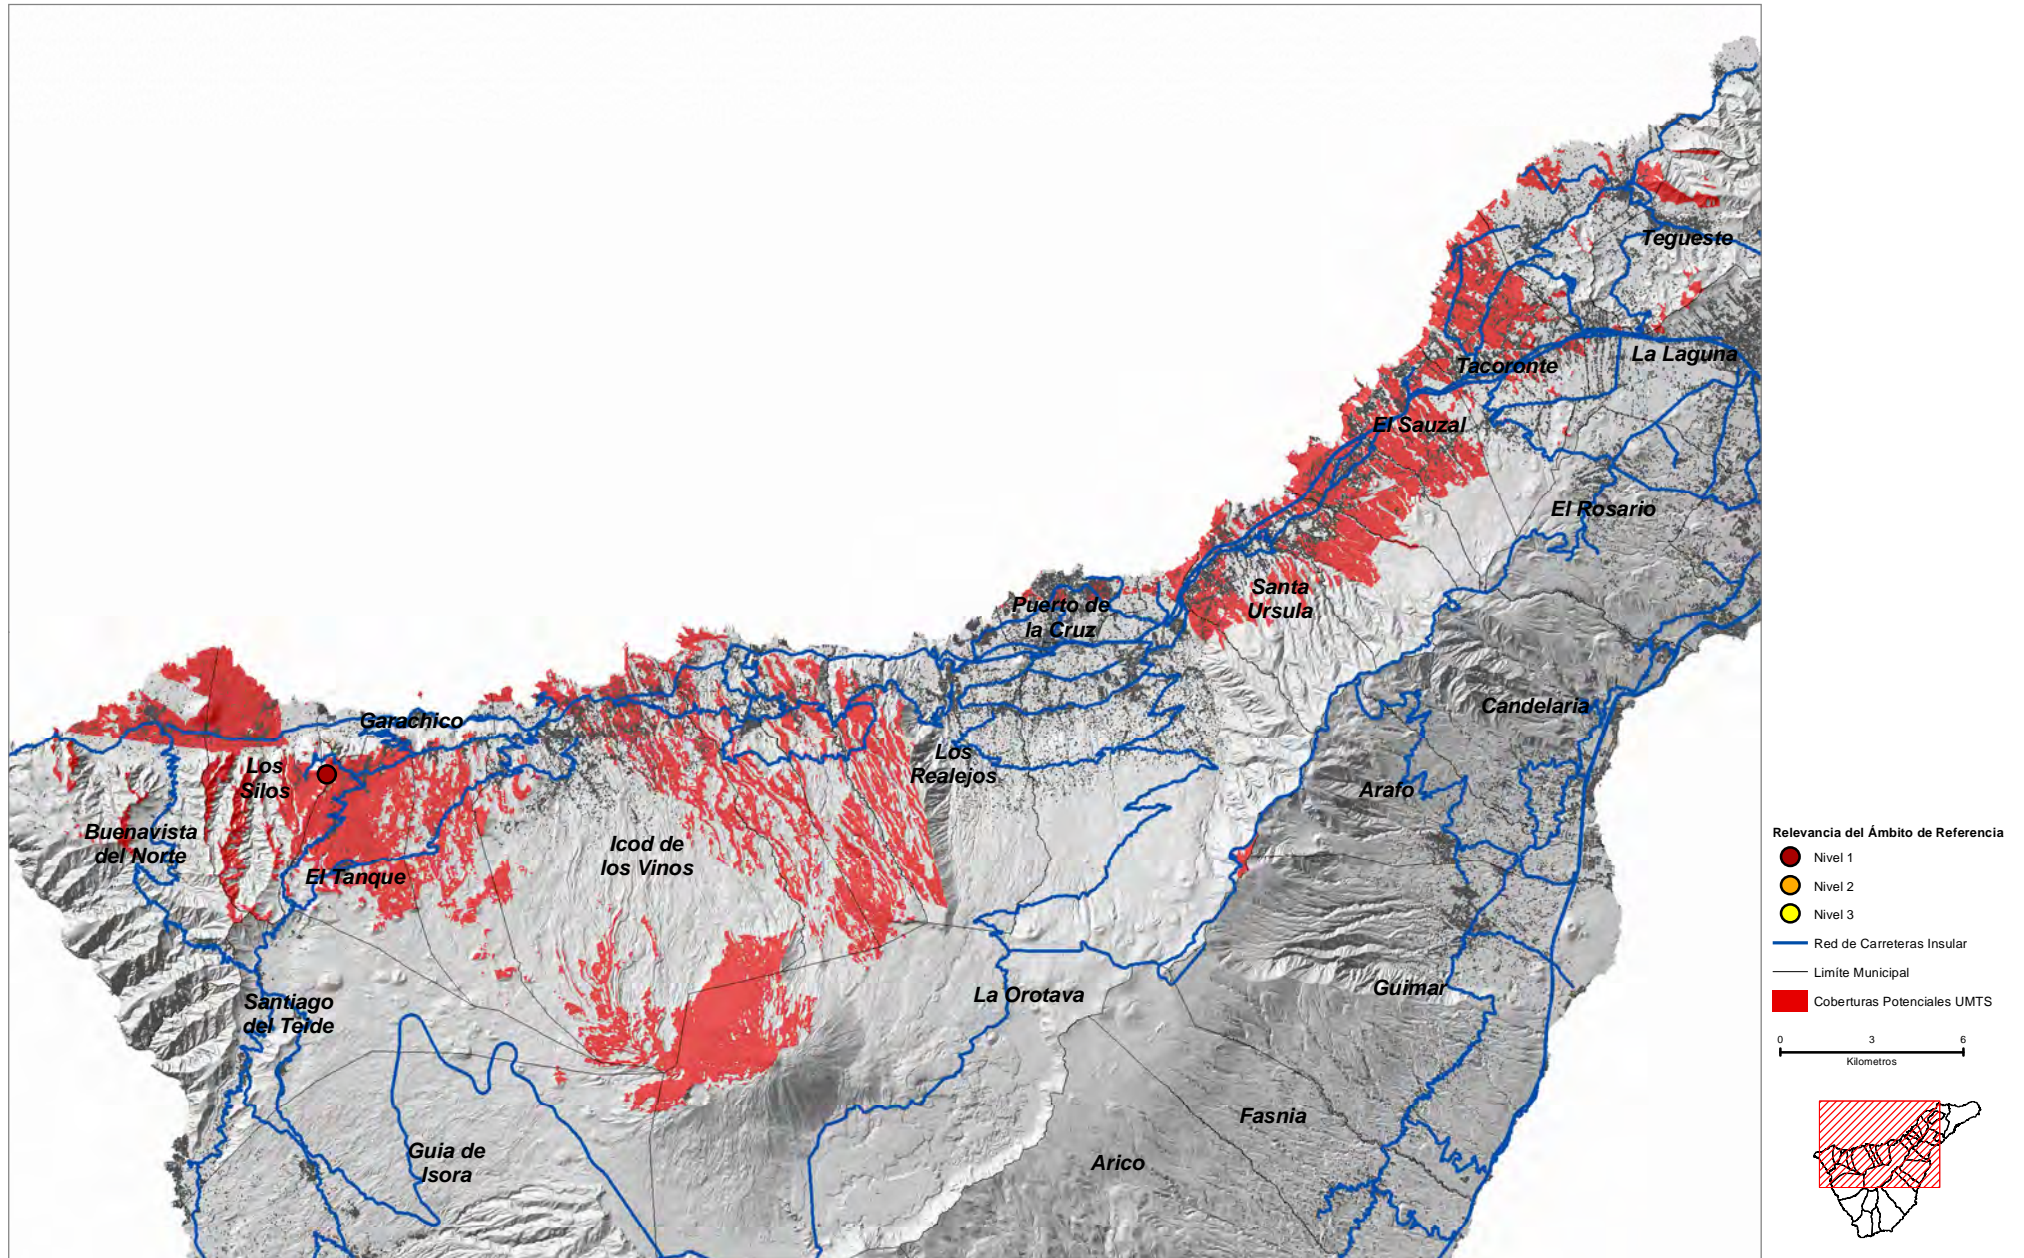 Tegueste
La Laguna
Tacoronte
El Sauzal
El Rosario
Santa
Ursula
Puerto de
la Cruz
Candelaria
Garachico
Los
Silos
Los
Realejos
Arafo
Buenavista
del Norte
Icod de
los Vinos
El Tanque
Guimar
La Orotava
Santiago
del Teide
Fasnia
Guia de
Isora
Arico
Relevancia del Ámbito de Referencia
Nivel 1
Nivel 2
Nivel 3
Red de Carreteras Insular
Limíte Municipal
Coberturas Potenciales UMTS
0 3 6
Kilometros